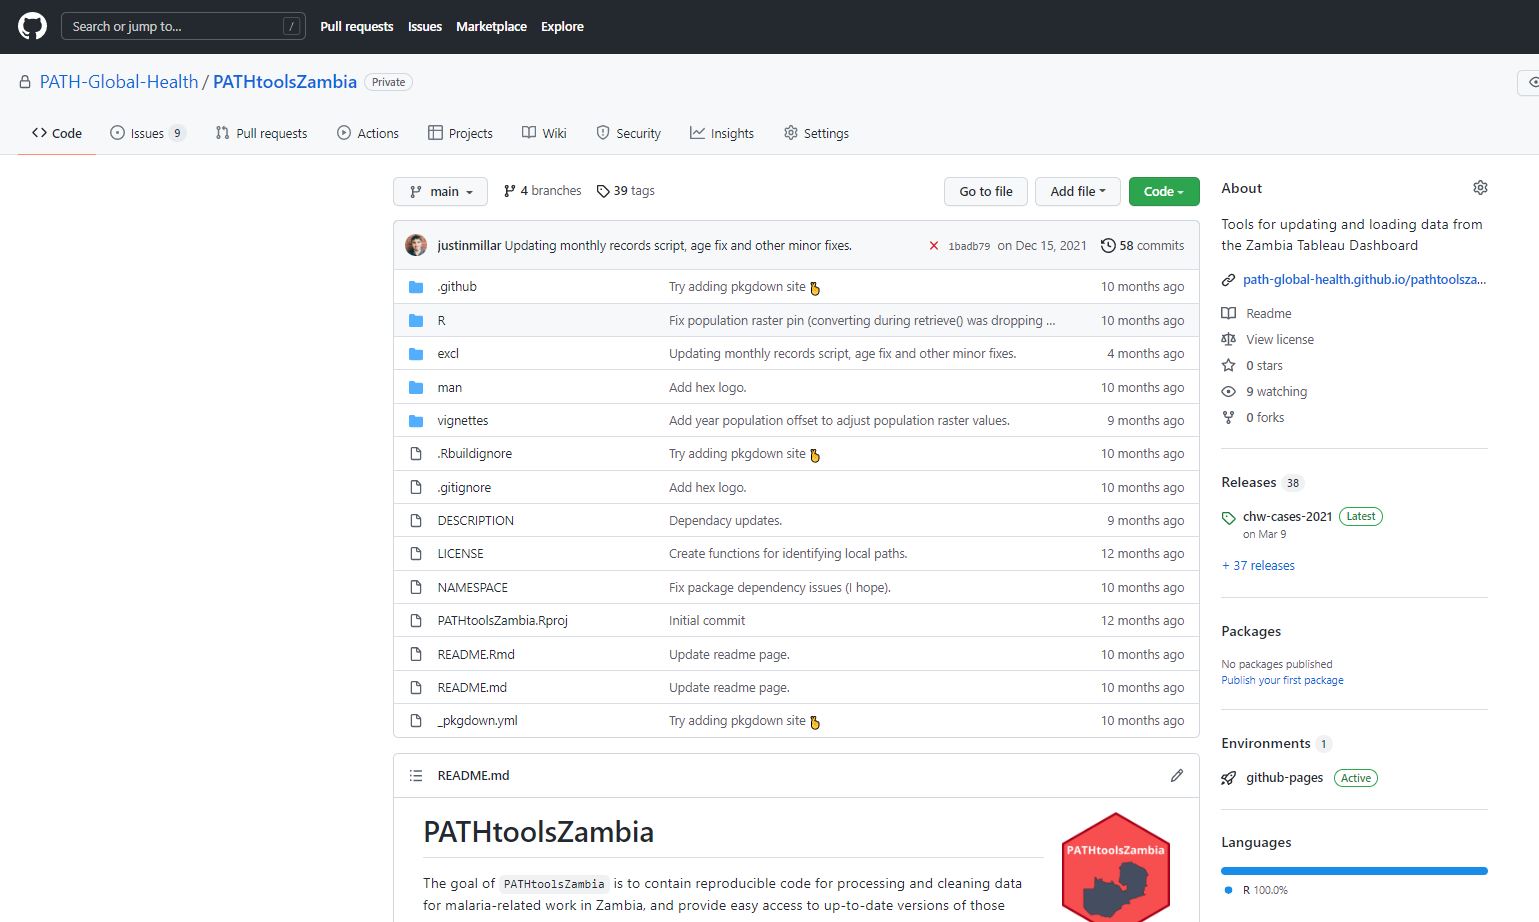 Search or jump to... /
Pull requests Issues Marketplace Explore
PATH-Global-Health / PATHtoolsZambia Private
Code Issues 9 Pull requests Actions Projects Wiki Security Insights Settings
main 4 branches 39 tags Go to file Add file Code
justinmillar Updating monthly records script, age fix and other minor fixes. 1badb79 on Dec 15, 2021 58 commits
.github Try adding pkgdown site 10 months ago
R Fix population raster pin (converting during retrieve() was dropping ... 10 months ago
excl Updating monthly records script, age fix and other minor fixes. 4 months ago
man Add hex logo. 10 months ago
vignettes Add year population offset to adjust population raster values. 9 months ago
.Rbuildignore Try adding pkgdown site 10 months ago
.gitignore Add hex logo. 10 months ago
DESCRIPTION Dependacy updates. 9 months ago
LICENSE Create functions for identifying local paths. 12 months ago
NAMESPACE Fix package dependency issues (I hope). 10 months ago
PATHtoolsZambia.Rproj Initial commit 12 months ago
README.Rmd Update readme page. 10 months ago
README.md Update readme page. 10 months ago
_pkgdown.yml Try adding pkgdown site 10 months ago
README.md
PATHtoolsZambia
The goal of PATHtoolsZambia is to contain reproducible code for processing and cleaning data
for malaria-related work in Zambia, and provide easy access to up-to-date versions of those
PATHtoolsZambia
About
Tools for updating and loading data from
the Zambia Tableau Dashboard
path-global-health.github.io/pathtoolsza...
Readme
View license
0 stars
9 watching
0 forks
Releases 38
chw-cases-2021 Latest
on Mar 9
+ 37 releases
Packages
No packages published
Publish your first package
Environments 1
github-pages Active
Languages
R 100.0%